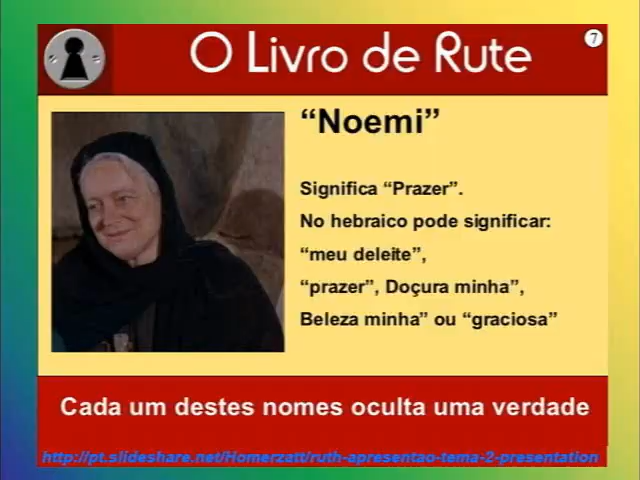 O Livro de Rute
7
“Noemi”
Significa “Prazer”.
No hebraico pode significar:
“meu deleite”,
“prazer”, Doçura minha”,
Beleza minha” ou “graciosa”
Cada um destes nomes oculta uma verdade
http://pt.slideshare.net/Homerzatt/ruth-apresentao-tema-2-presentation